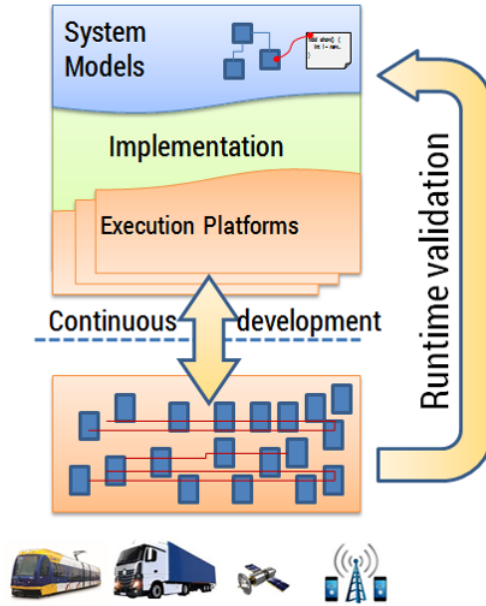 System
Models
Implementation
Execution Platforms
Continuous development
Runtime validation